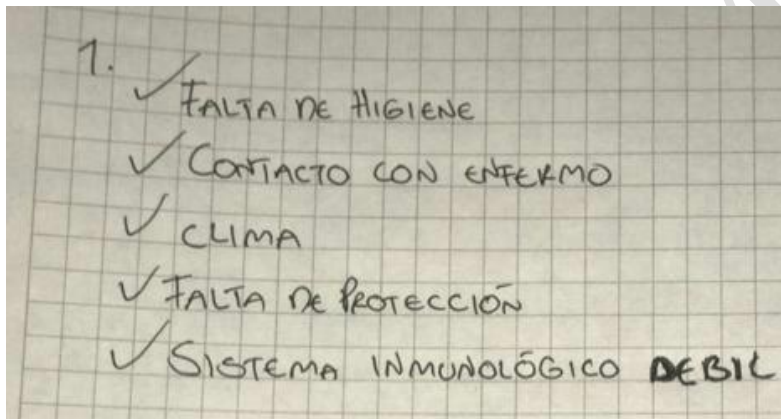 1.
✓ FALTA DE HIGIENE
✓ CONTACTO CON ENFERMO
✓ CLIMA
✓ FALTA DE PROTECCIÓN
✓ SISTEMA INMUNOLÓGICO DEBIL